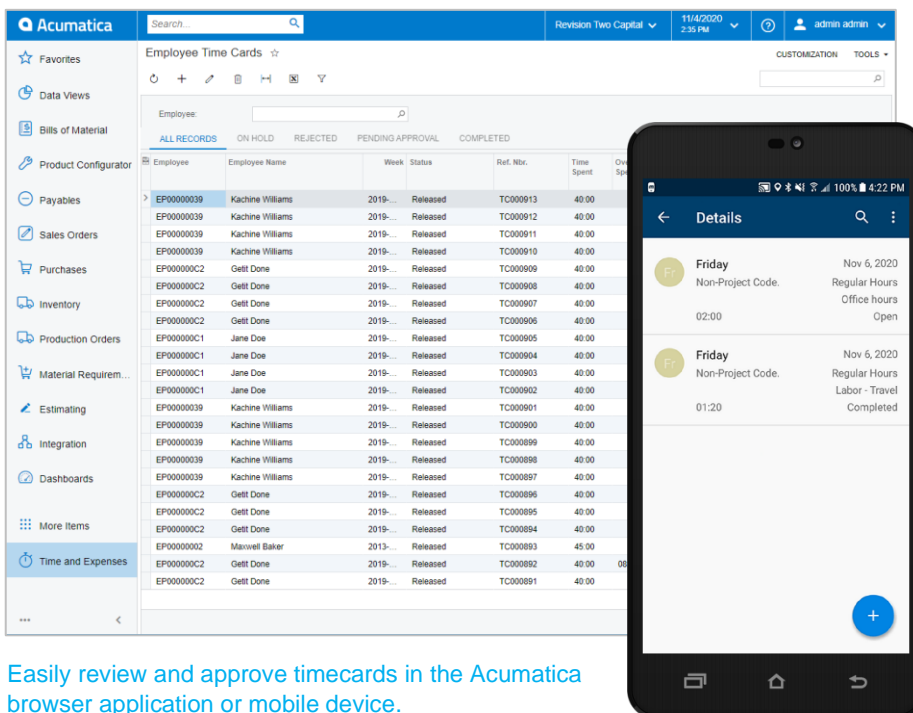 Acumatica
Search...
Revision Two Capital
11/4/2020
2:35 PM
?
admin admin
Favorites
Data Views
Bills of Material
Product Configurator
Payables
Sales Orders
Purchases
Inventory
Production Orders
Material Requirem...
Estimating
Integration
Dashboards
More Items
Time and Expenses
Employee Time Cards
CUSTOMIZATION TOOLS
Employee:
ALL RECORDS ON HOLD REJECTED PENDING APPROVAL COMPLETED
Employee Employee Name Week Status Ref. Nbr. Time Spent
EP00000039 Kachine Williams 2019-... Released TC000913 40:00
EP00000039 Kachine Williams 2019-... Released TC000912 40:00
EP00000039 Kachine Williams 2019-... Released TC000911 40:00
EP00000039 Kachine Williams 2019-... Released TC000910 40:00
EP000000C2 Getit Done 2019-... Released TC000909 40:00
EP000000C2 Getit Done 2019-... Released TC000908 40:00
EP000000C2 Getit Done 2019-... Released TC000907 40:00
EP000000C2 Getit Done 2019-... Released TC000906 40:00
EP000000C1 Jane Doe 2019-... Released TC000905 40:00
EP000000C1 Jane Doe 2019-... Released TC000904 40:00
EP000000C1 Jane Doe 2019-... Released TC000903 40:00
EP000000C1 Jane Doe 2019-... Released TC000902 40:00
EP00000039 Kachine Williams 2019-... Released TC000901 40:00
EP00000039 Kachine Williams 2019-... Released TC000900 40:00
EP00000039 Kachine Williams 2019-... Released TC000899 40:00
EP00000039 Kachine Williams 2019-... Released TC000898 40:00
EP00000039 Kachine Williams 2019-... Released TC000897 40:00
EP000000C2 Getit Done 2019-... Released TC000896 40:00
EP000000C2 Getit Done 2019-... Released TC000895 40:00
EP000000C2 Getit Done 2019-... Released TC000894 40:00
EP00000002 Maxwell Baker 2013-... Released TC000893 45:00
EP000000C2 Getit Done 2019-... Released TC000892 40:00 08
EP000000C2 Getit Done 2019-... Released TC000891 40:00
100% 4:22 PM
Details
Fr Friday Nov 6, 2020
Non-Project Code. Regular Hours
Office hours
02:00 Open
Fr Friday Nov 6, 2020
Non-Project Code. Regular Hours
Labor - Travel
01:20 Completed
Easily review and approve timecards in the Acumatica
browser application or mobile device.